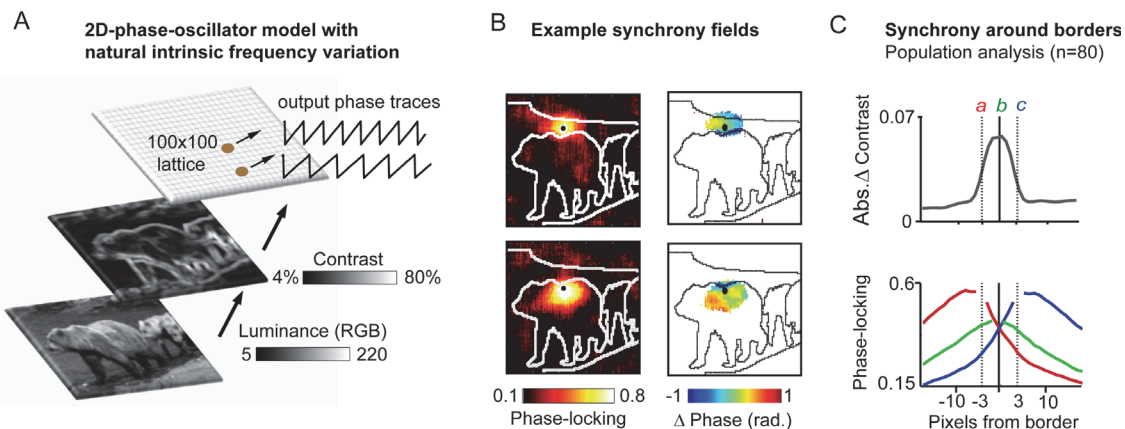 A
2D-phase-oscillator model with
natural intrinsic frequency variation
output phase traces
100x100
lattice
Contrast
4%
80%
Luminance (RGB)
5
220
B
Example synchrony fields
0.1
0.8
Phase-locking
-1
1
Δ Phase (rad.)
C
Synchrony around borders
Population analysis (n=80)
a
b
c
0.07
Abs.Δ Contrast
0
0.6
Phase-locking
0.15
-10
-3
3
10
Pixels from border